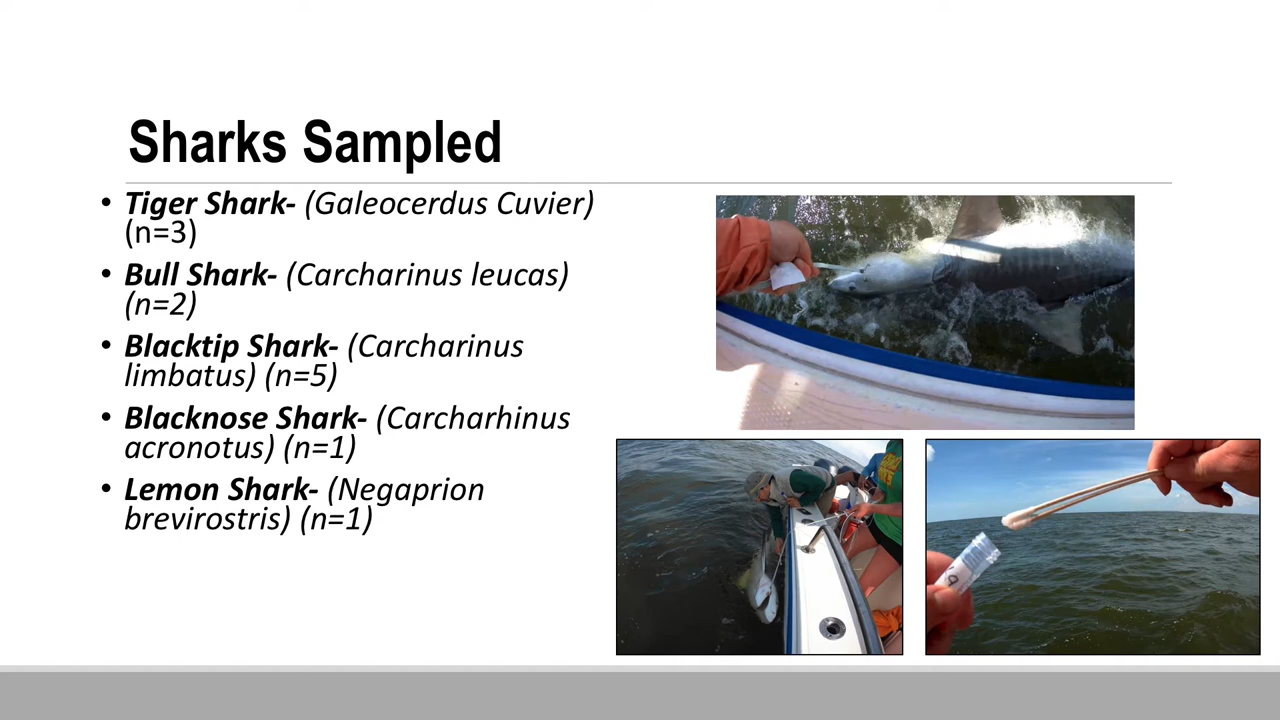 Sharks Sampled
• Tiger Shark- (Galeocerdus Cuvier)
(n=3)
• Bull Shark- (Carcharinus leucas)
(n=2)
• Blacktip Shark- (Carcharinus
limbatus) (n=5)
• Blacknose Shark- (Carcharhinus
acronotus) (n=1)
• Lemon Shark- (Negaprion
brevirostris) (n=1)